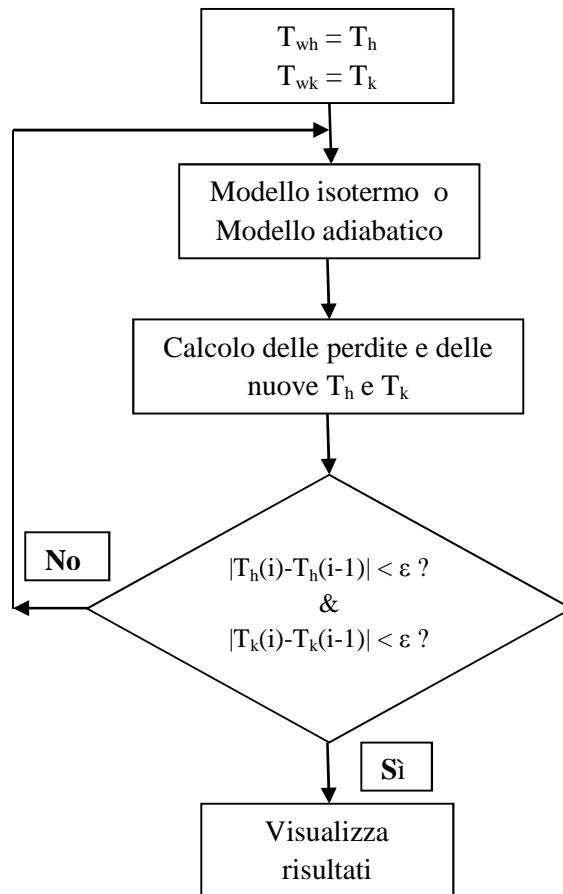 T_wh = T_h
T_wk = T_k
Modello isotermo o
Modello adiabatico
Calcolo delle perdite e delle
nuove T_h e T_k
No
|T_h(i)-T_h(i-1)| < ε ?
&
|T_k(i)-T_k(i-1)| < ε ?
Sì
Visualizza
risultati